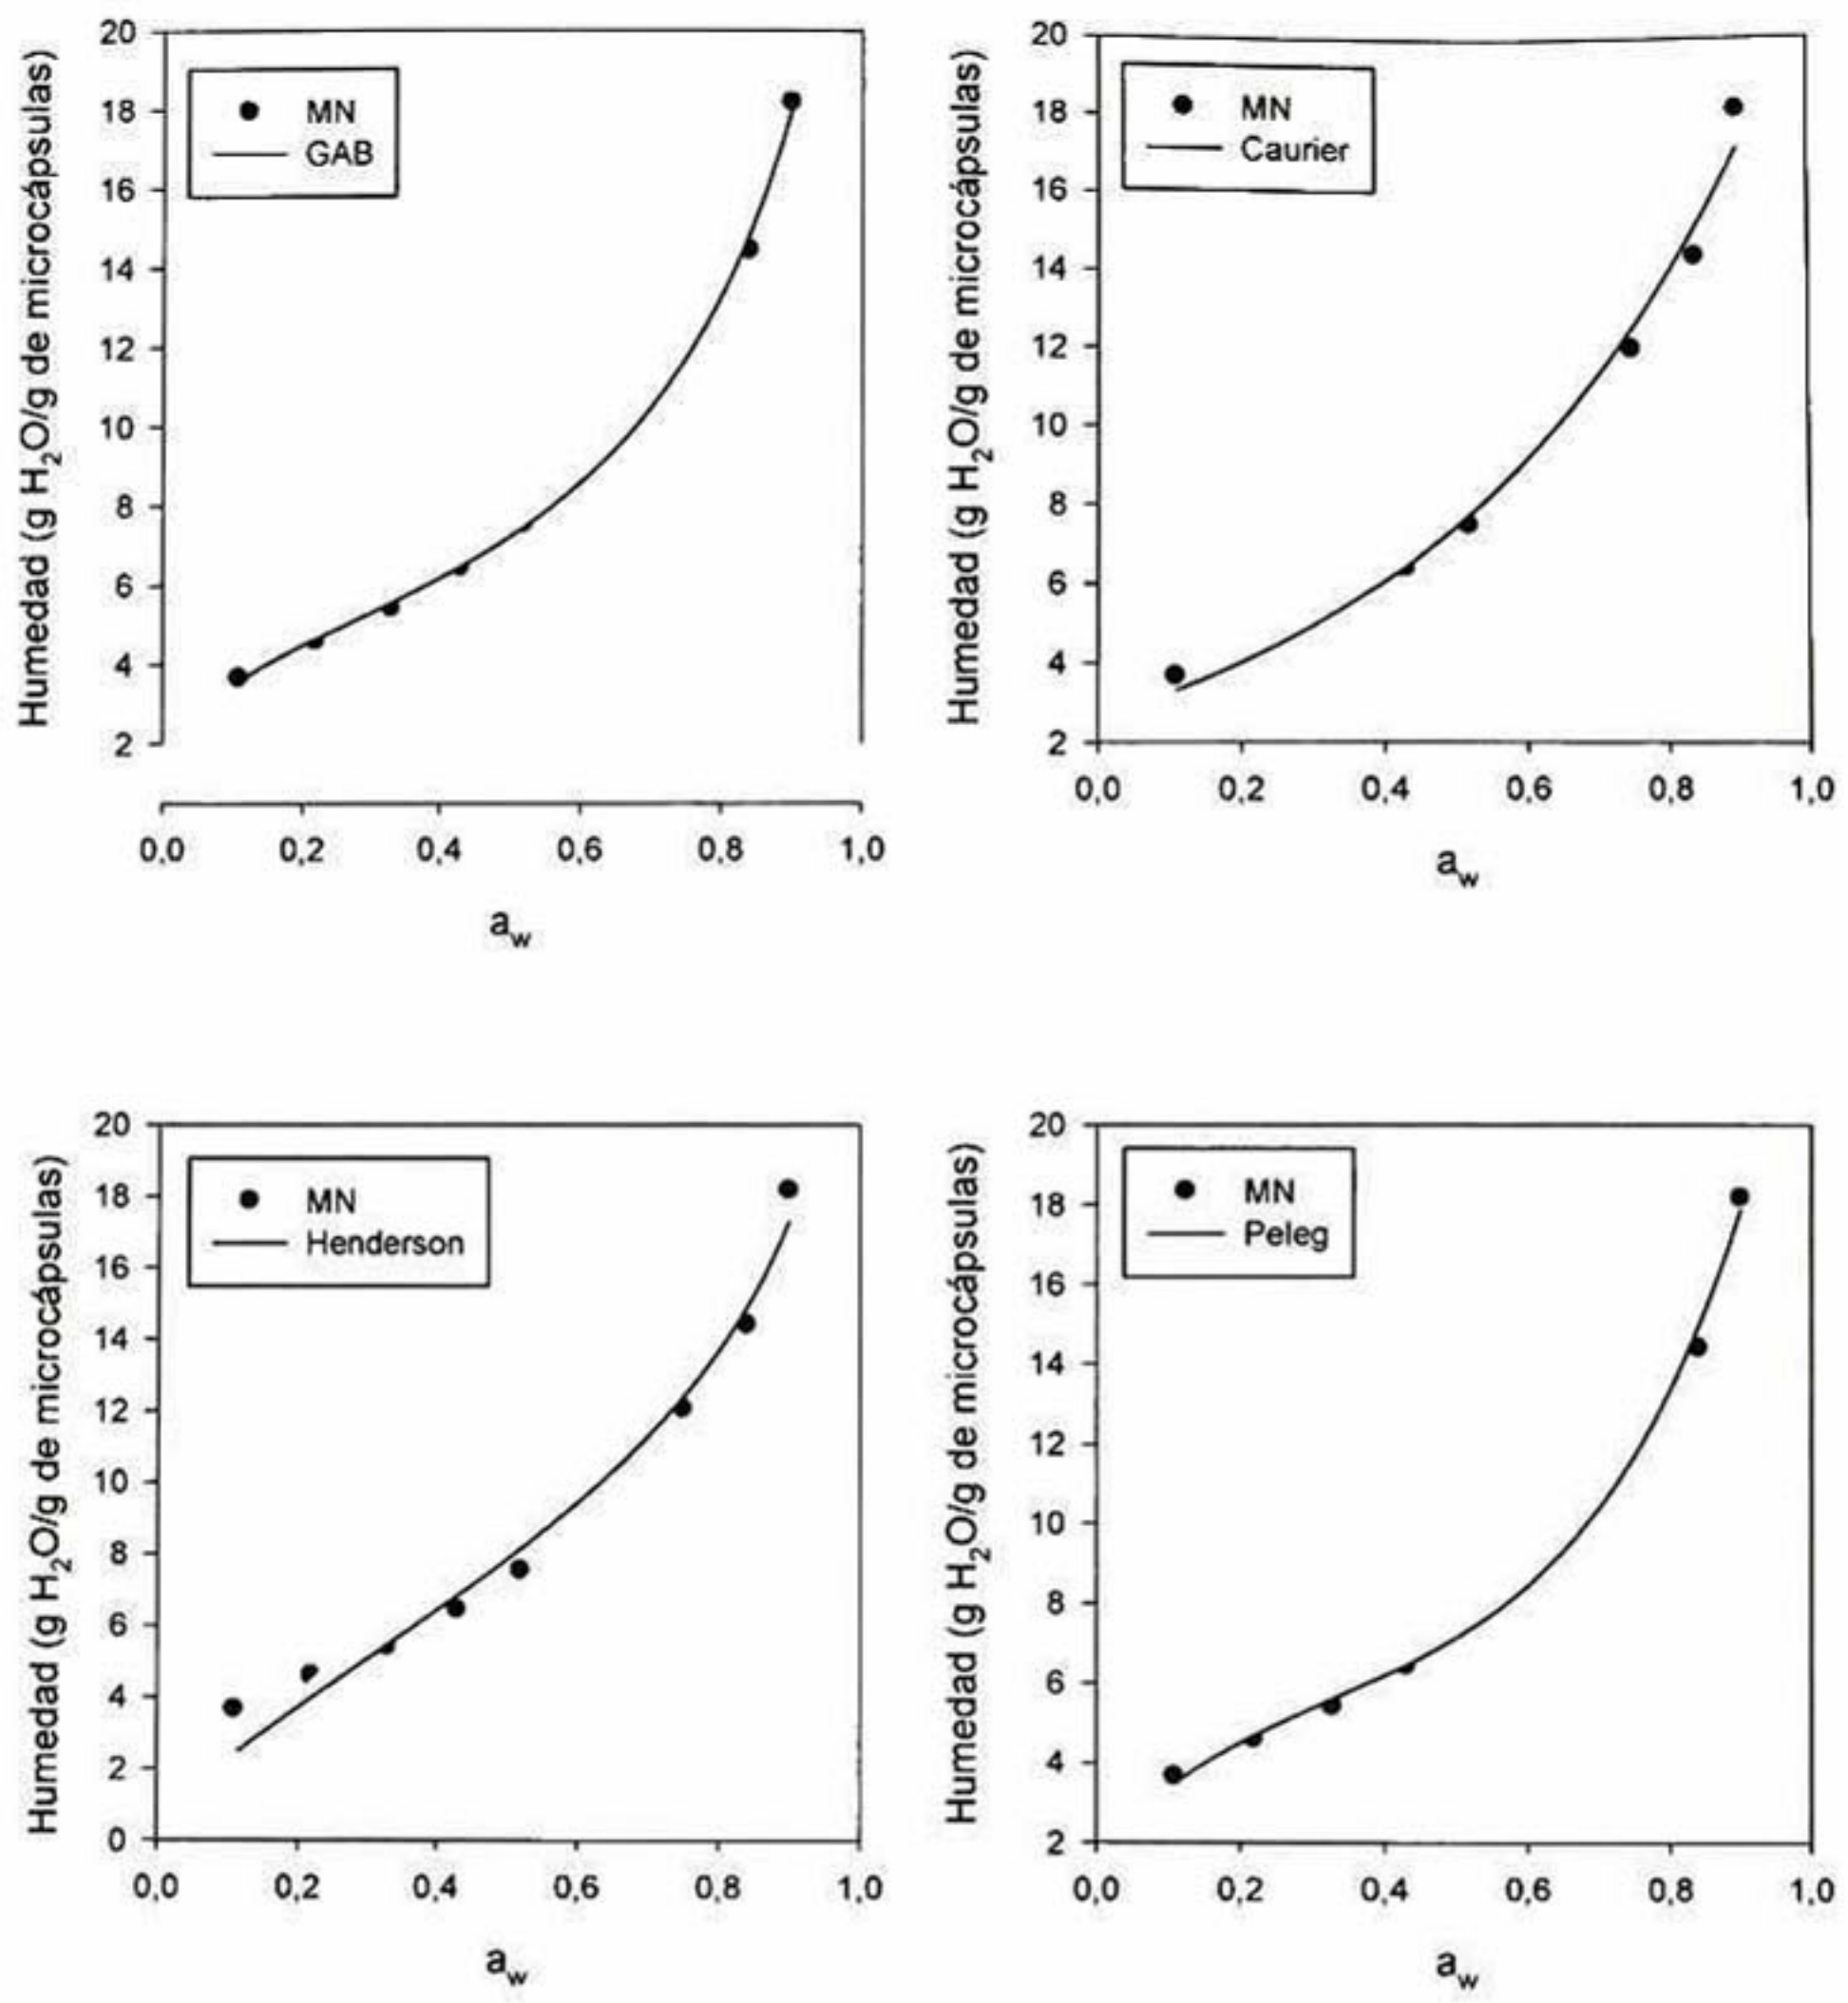 Humedad (g H₂O/g de microcápsulas)
20
18
16
14
12
10
8
6
4
2
MN
GAB
0,0 0,2 0,4 0,6 0,8 1,0
a_w
Humedad (g H₂O/g de microcápsulas)
20
18
16
14
12
10
8
6
4
2
MN
Caurier
0,0 0,2 0,4 0,6 0,8 1,0
a_w
Humedad (g H₂O/g de microcápsulas)
20
18
16
14
12
10
8
6
4
2
0
MN
Henderson
0,0 0,2 0,4 0,6 0,8 1,0
a_w
Humedad (g H₂O/g de microcápsulas)
20
18
16
14
12
10
8
6
4
2
MN
Peleg
0,0 0,2 0,4 0,6 0,8 1,0
a_w